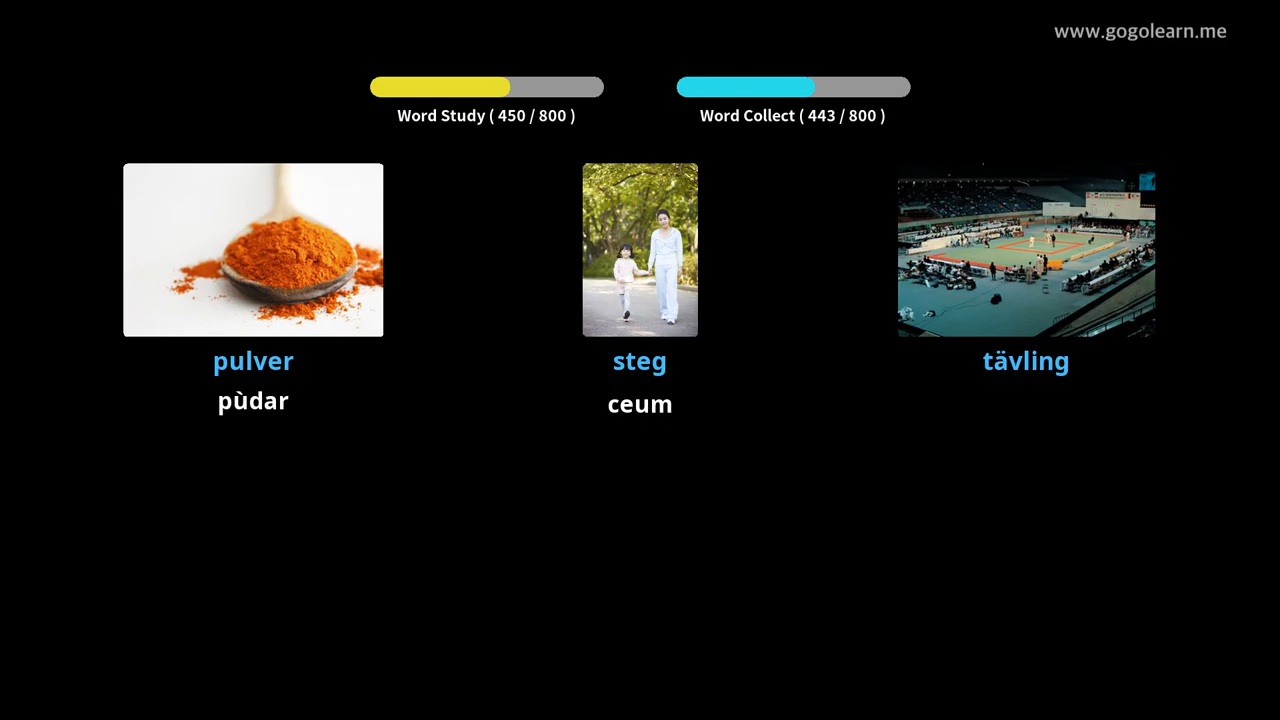 www.gogolearn.me
Word Study ( 450 / 800 )
Word Collect ( 443 / 800 )
pulver
steg
tävling
pùdar
ceum